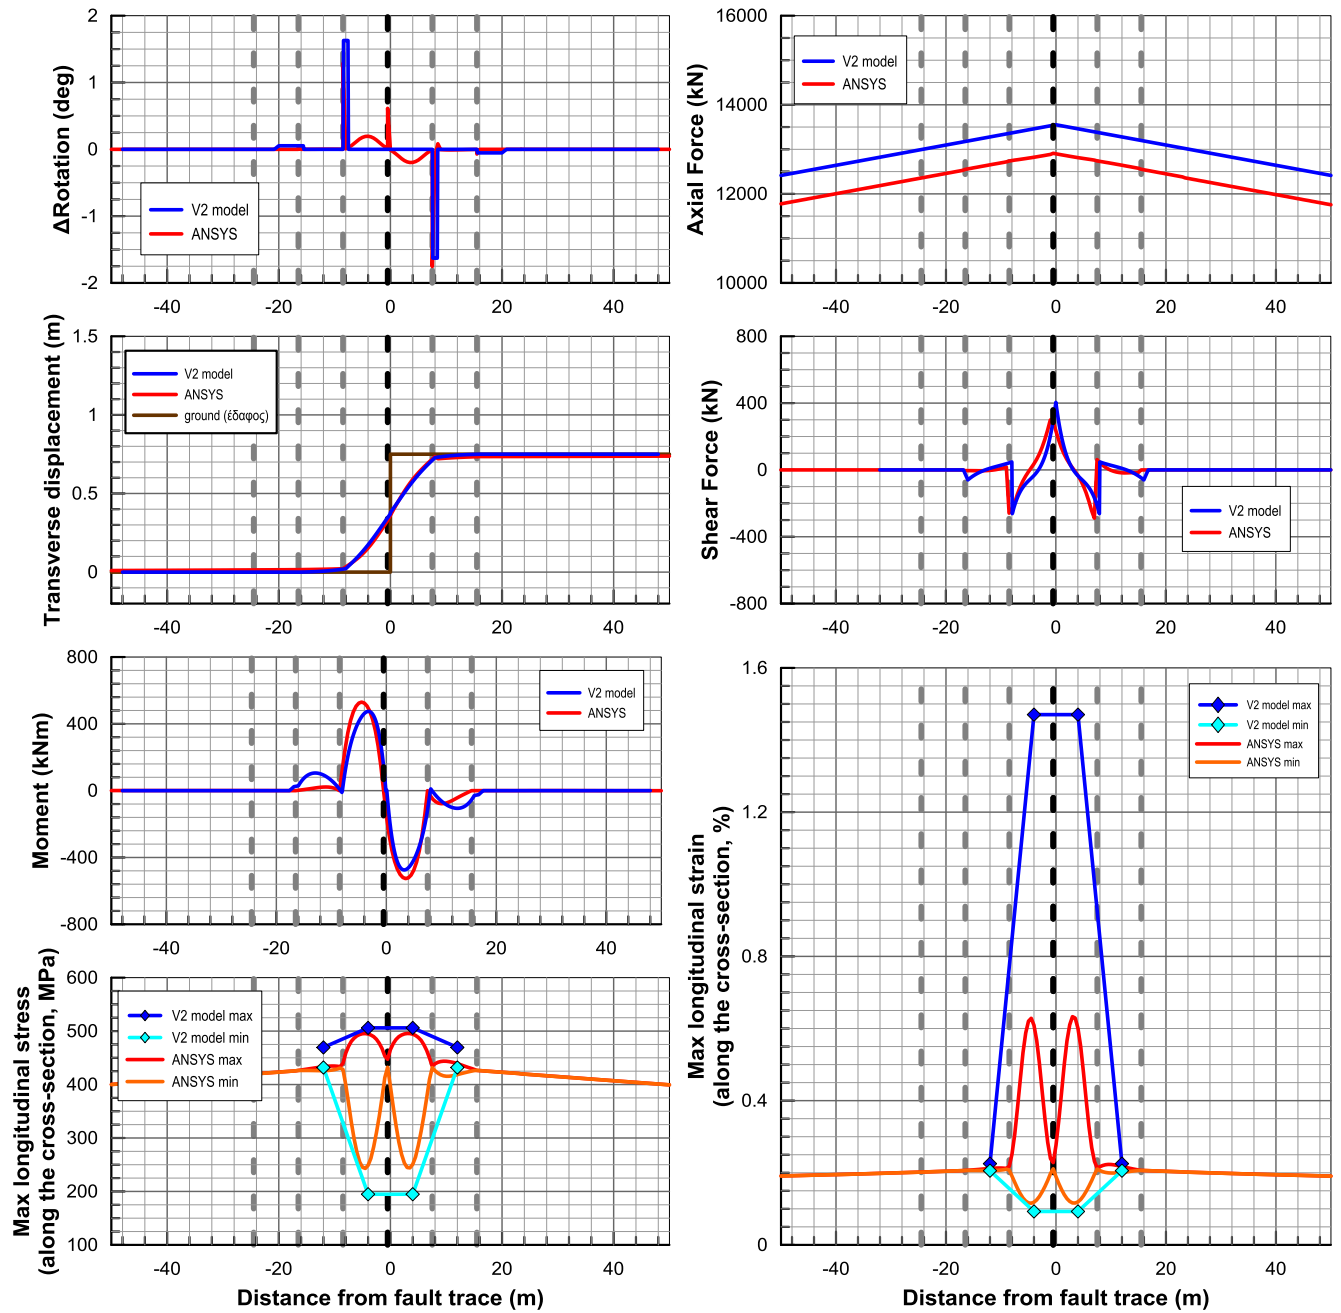 ΔRotation (deg)
2
1
0
-1
-2
V2 model
ANSYS
-40
-20
0
20
40
Axial Force (kN)
16000
14000
12000
10000
V2 model
ANSYS
-40
-20
0
20
40
Transverse displacement (m)
1.5
1
0.5
0
V2 model
ANSYS
ground (έδαφος)
-40
-20
0
20
40
Shear Force (kN)
800
400
0
-400
-800
V2 model
ANSYS
-40
-20
0
20
40
Moment (kNm)
800
400
0
-400
-800
V2 model
ANSYS
-40
-20
0
20
40
Max longitudinal stress
(along the cross-section, MPa)
600
500
400
300
200
100
V2 model max
V2 model min
ANSYS max
ANSYS min
-40
-20
0
20
40
Distance from fault trace (m)
Max longitudinal strain
(along the cross-section, %)
1.6
1.2
0.8
0.4
0
V2 model max
V2 model min
ANSYS max
ANSYS min
-40
-20
0
20
40
Distance from fault trace (m)